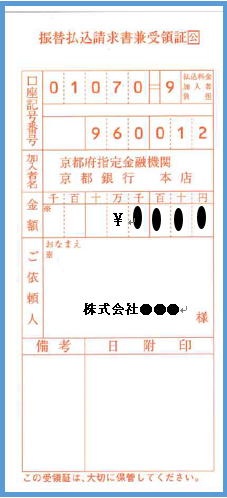 振替払込請求書兼受領証 公
口座記号番号
01070-9
払込料金
加入者
負担
960012
加入者名
京都府指定金融機関
京都銀行 本店
金額
千百十万千百十円
※
¥
ご依頼人
おなまえ
※
株式会社●●●
様
備考
日附印
この受領証は、大切に保管してください。